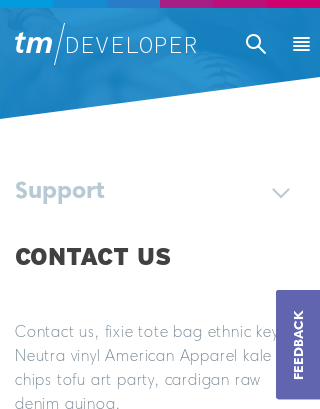 tm/DEVELOPER
Support
CONTACT US
Contact us, fixie tote bag ethnic key
Neutra vinyl American Apparel kale
chips tofu art party, cardigan raw
denim quinoa.
FEEDBACK